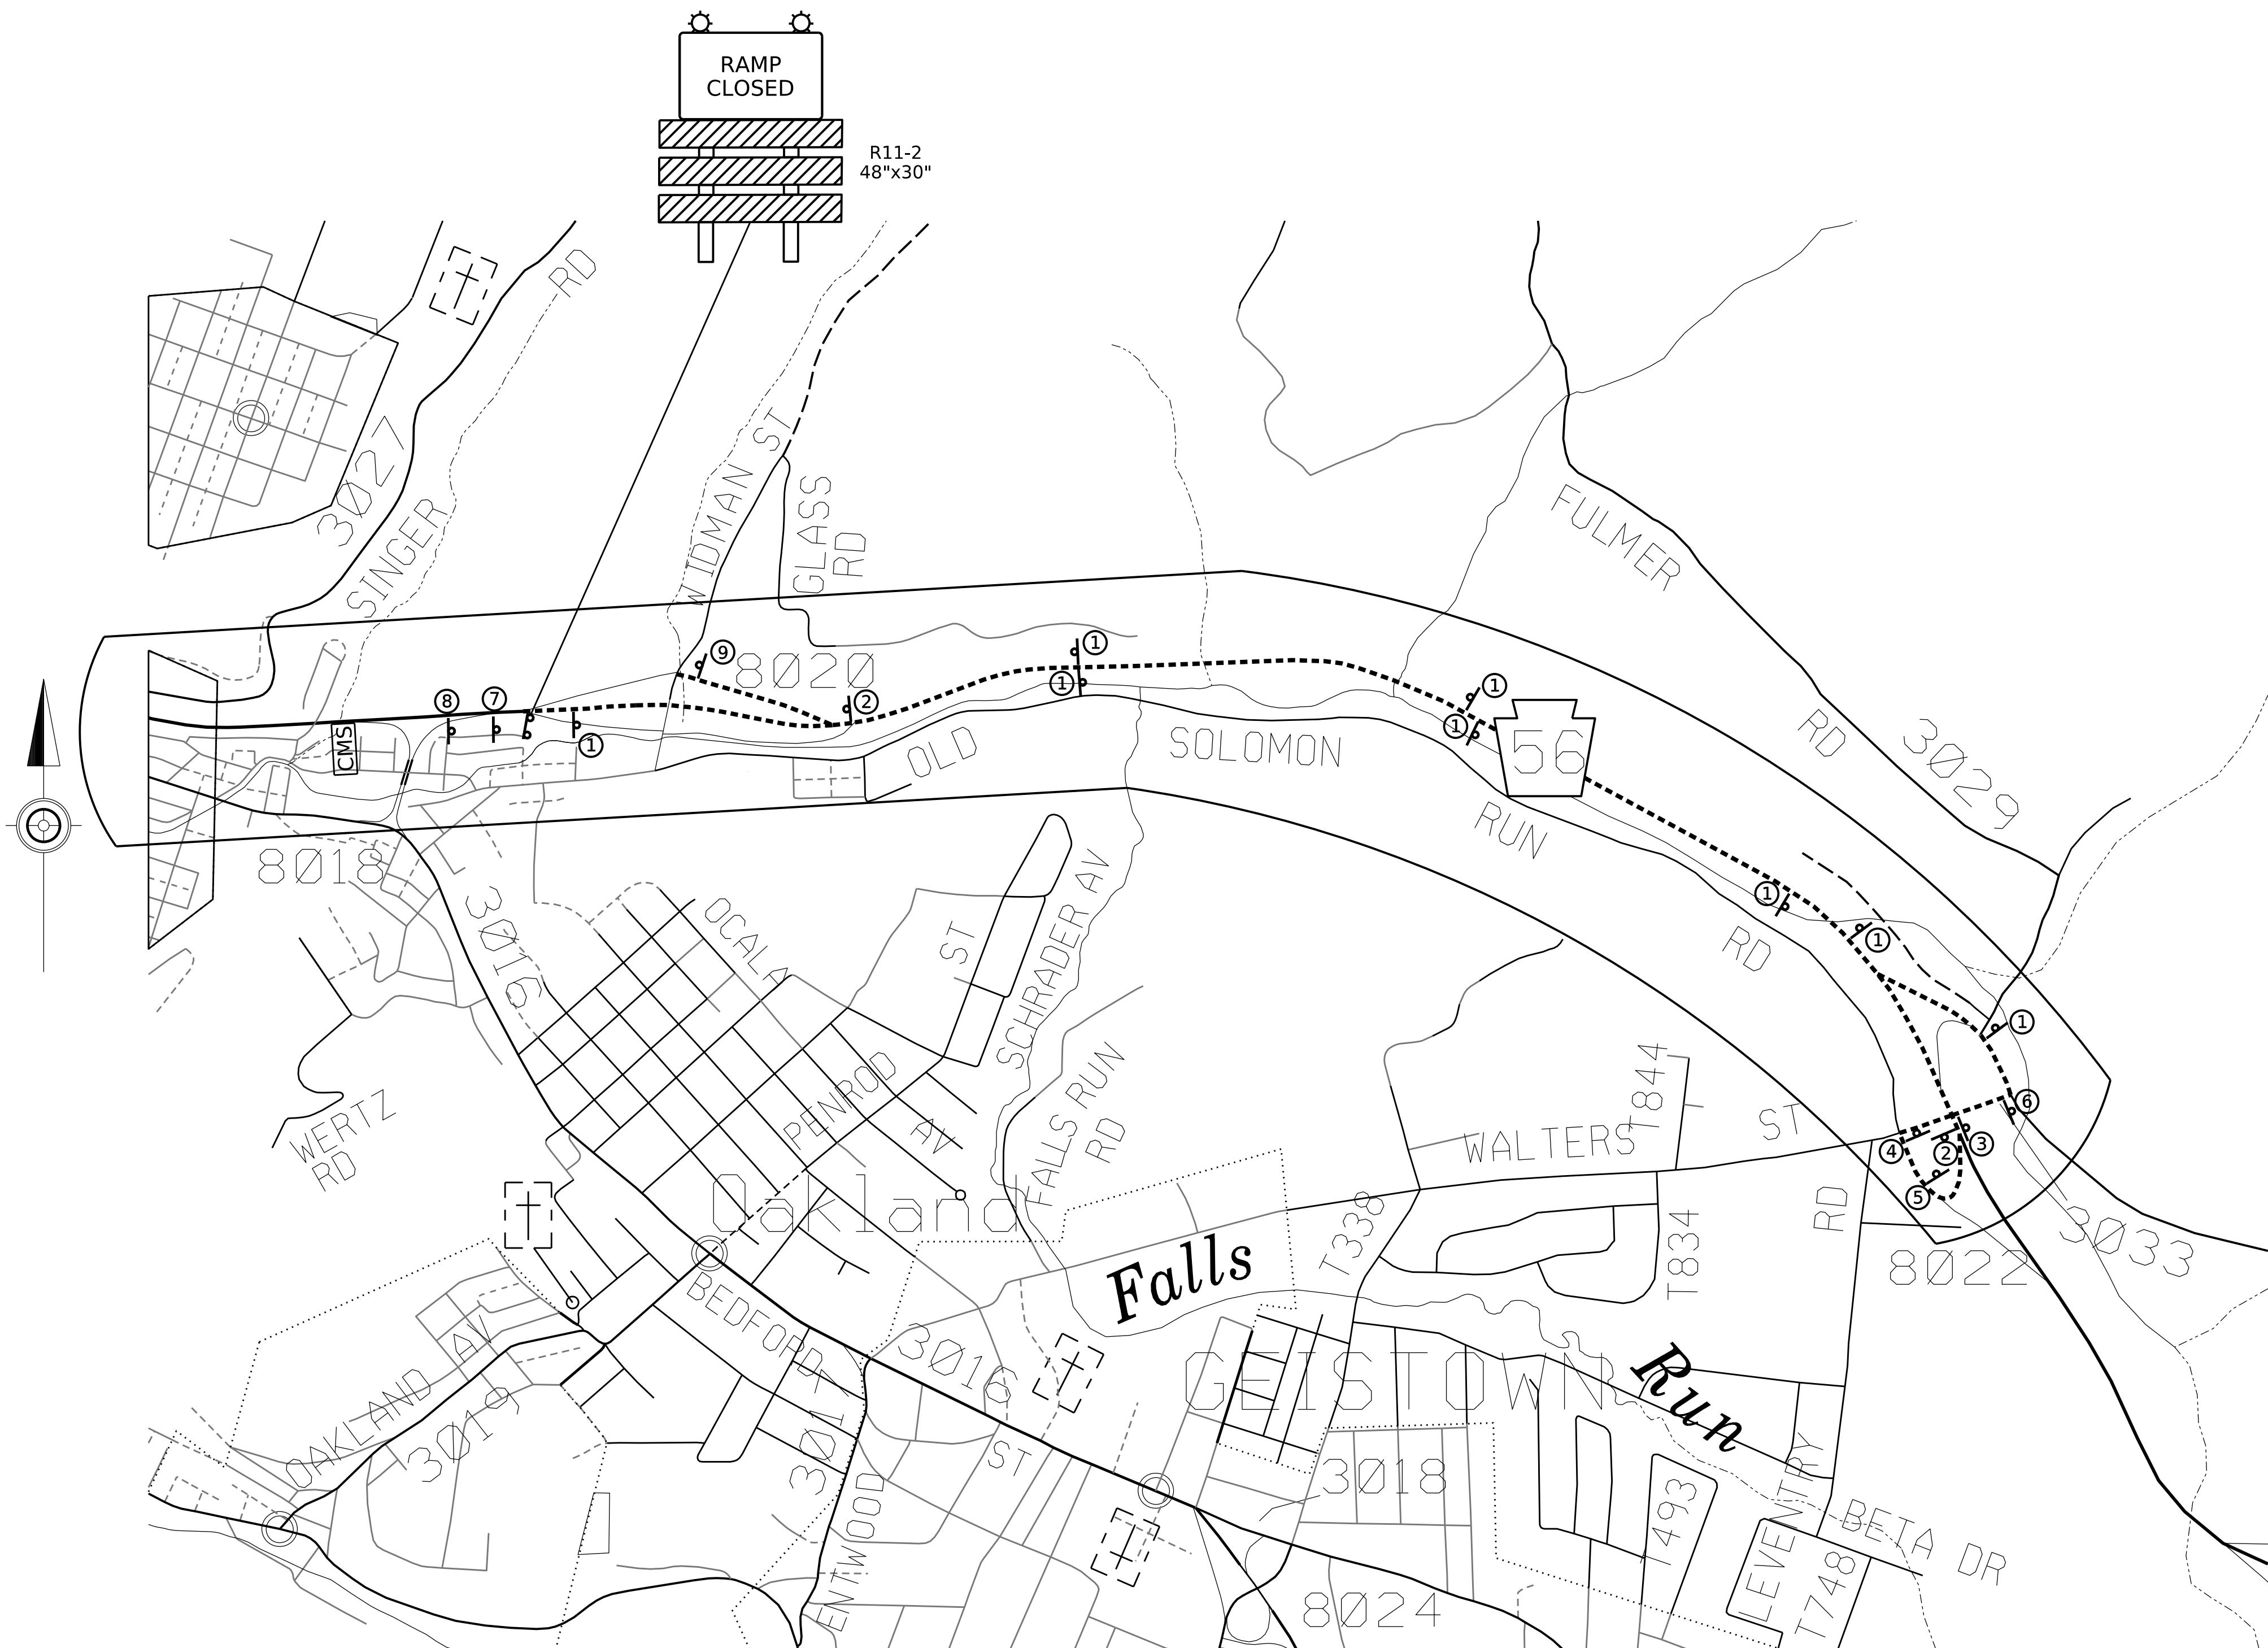 RAMP
CLOSED
R11-2
48"x30"
RD
3027
SINGER
WIDMAN ST
GLASS
RD
FULMER
RD
3029
8020
9
1
1
2
8
7
1
CMS
1
1
56
OLD
SOLOMON
RUN
RD
1
1
1
8018
3016
OCALA
ST
SCHRADER AV
PENROD
AV
FALLS RUN
RD
WERTZ
RD
WALTERS
ST
T844
6
4
2
3
5
Oakland
Falls
Run
T338
T834
RD
8022
3033
BEDFORD
3016
ST
GEISTOWN
OAKLAND AV
3019
3017
3018
T493
LEVENTRY
T748
BETA DR
8024